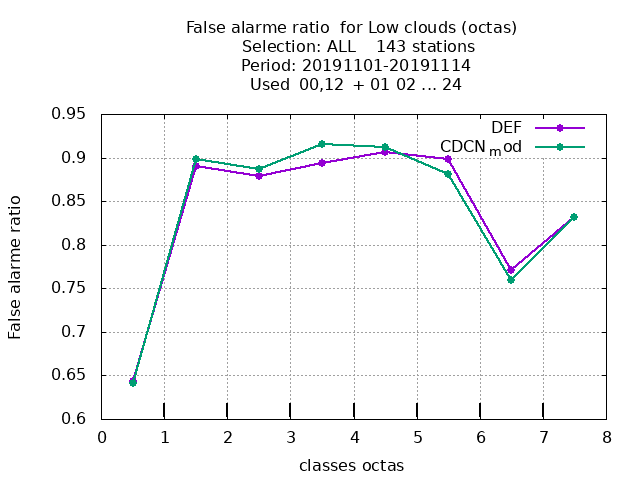 False alarme ratio  for Low clouds (octas)
Selection: ALL    143 stations
Period: 20191101-20191114
Used  00,12  + 01 02 ... 24
DEF
CDCNmod
0.95
0.9
0.85
0.8
0.75
0.7
0.65
0.6
False alarme ratio
0 1 2 3 4 5 6 7 8
classes octas